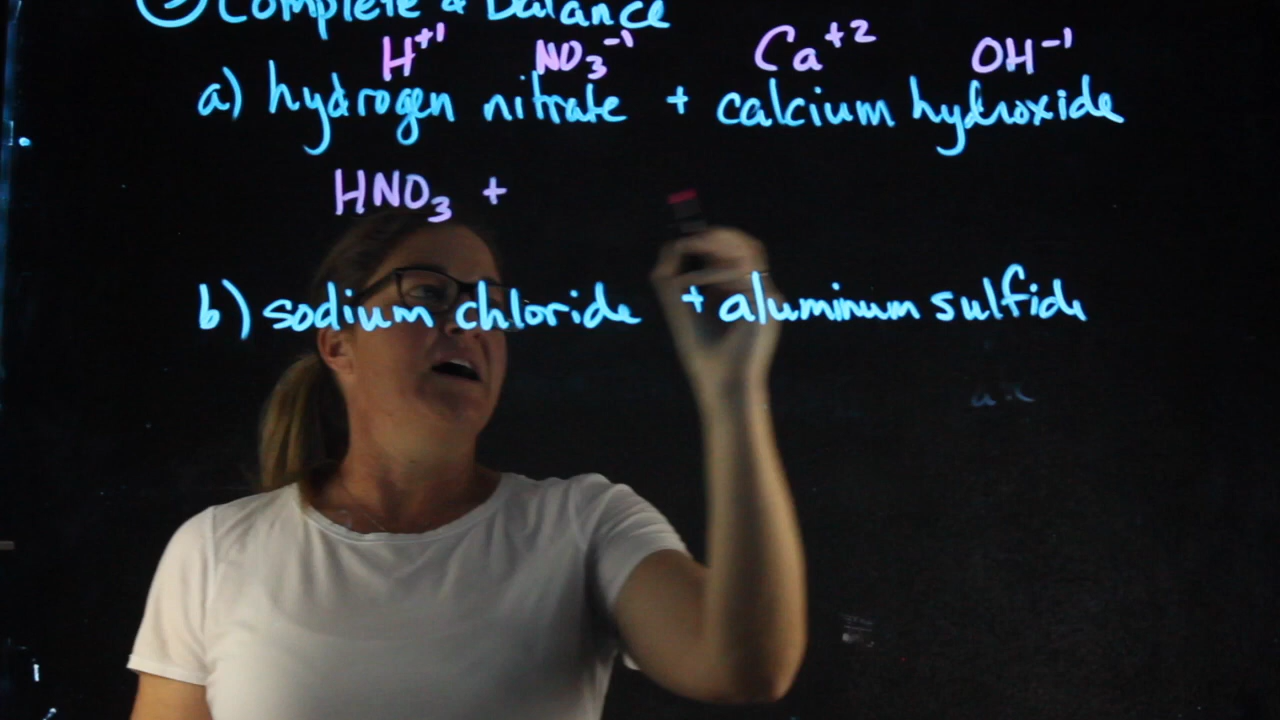 Complete & Balance
H⁺¹ NO₃⁻¹ Ca⁺² OH⁻¹
a) hydrogen nitrate + calcium hydroxide
HNO₃ +
b) sodium chloride + aluminum sulfide